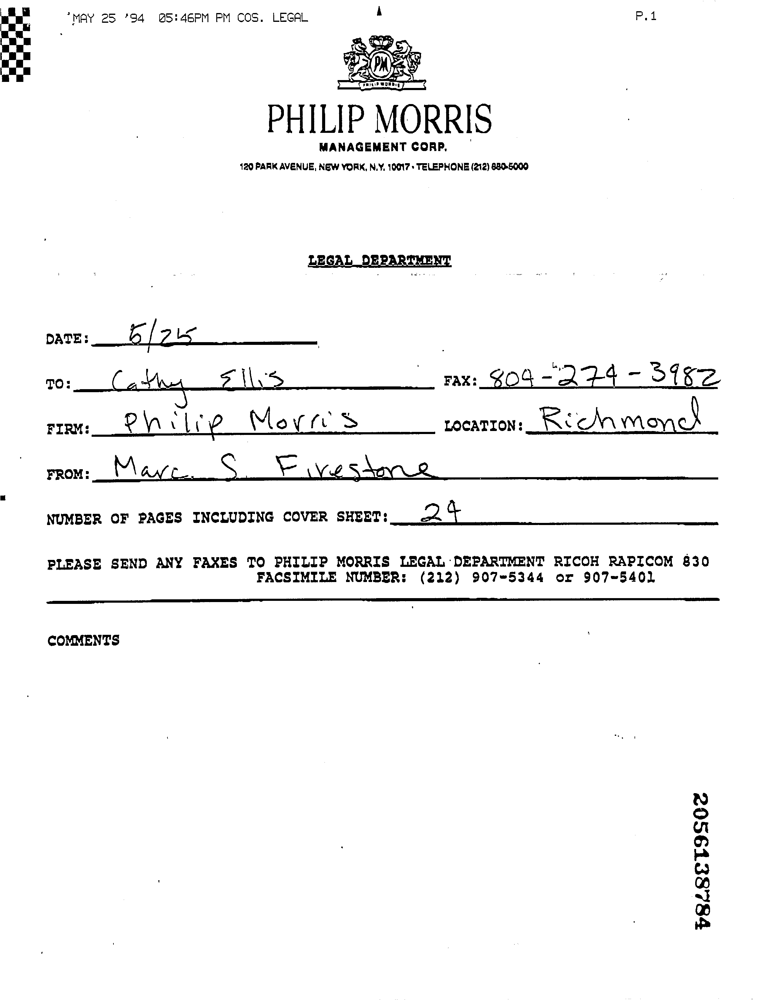 'MAY 25 '94 05:46PM PM COS. LEGAL P.1
PM
PHILIP MORRIS
MANAGEMENT CORP.
120 PARK AVENUE, NEW YORK, N.Y. 10017 • TELEPHONE (212) 880-5000
LEGAL DEPARTMENT
DATE: 5/25
TO: Cathy Ellis FAX: 804-274-3982
FIRM: Philip Morris LOCATION: Richmond
FROM: Marc S. Firestone
NUMBER OF PAGES INCLUDING COVER SHEET: 24
PLEASE SEND ANY FAXES TO PHILIP MORRIS LEGAL DEPARTMENT RICOH RAPICOM 830
FACSIMILE NUMBER: (212) 907-5344 or 907-5401
COMMENTS
2056138784